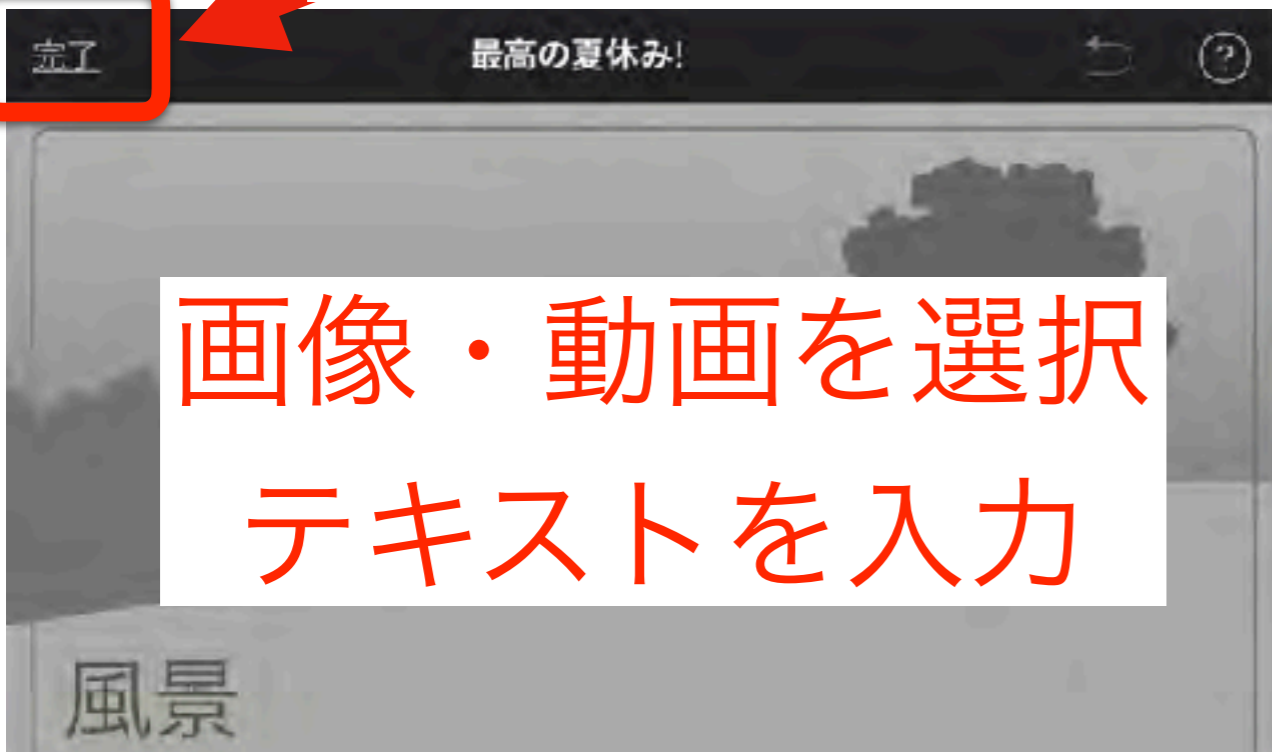 完了
最高の夏休み!
?
画像・動画を選択
テキストを入力
風景